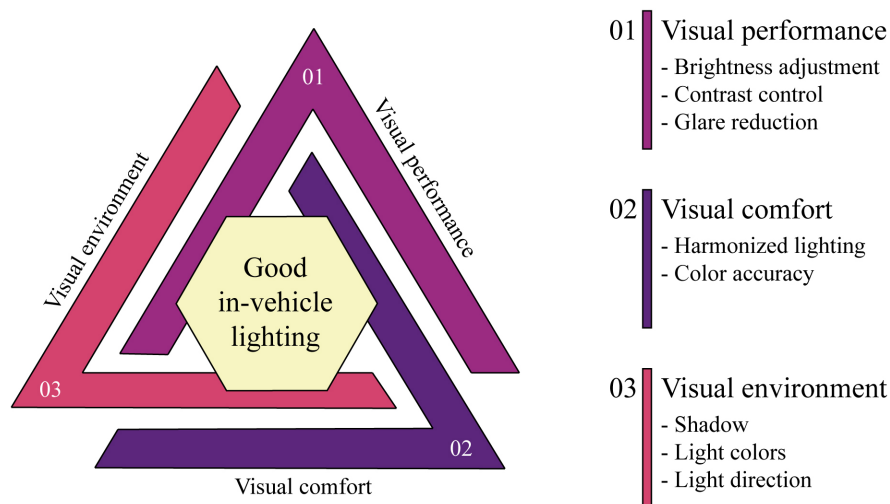 01
Visual performance
Visual environment
Good
in-vehicle
lighting
03
02
Visual comfort
01 Visual performance
- Brightness adjustment
- Contrast control
- Glare reduction
02 Visual comfort
- Harmonized lighting
- Color accuracy
03 Visual environment
- Shadow
- Light colors
- Light direction